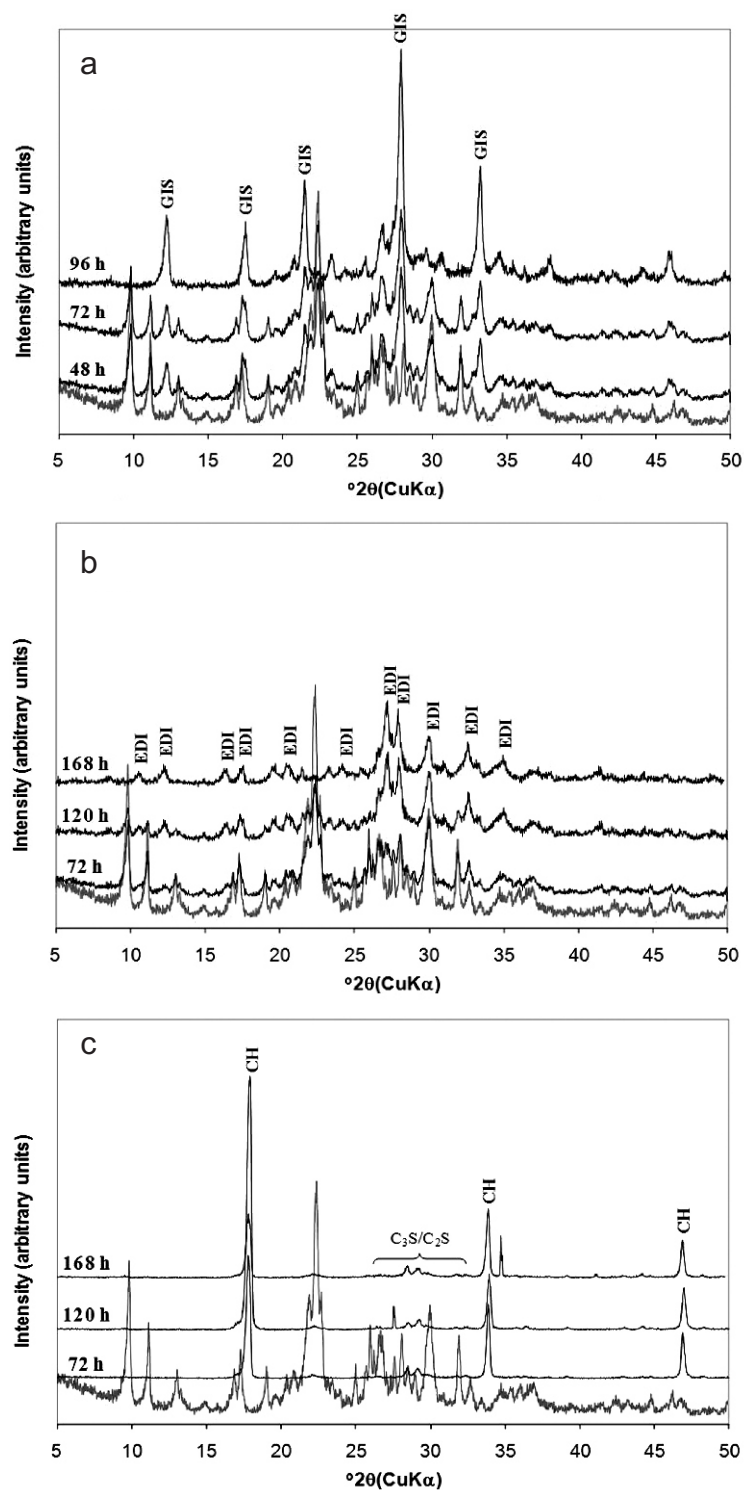 a
GIS
GIS
GIS
GIS
GIS
96 h
72 h
48 h
Intensity (arbitrary units)
5 10 15 20 25 30 35 40 45 50
°2θ(CuKα)
b
EDI
EDI
EDI
EDI
EDI
EDI
EDI
EDI
EDI
EDI
EDI
168 h
120 h
72 h
Intensity (arbitrary units)
5 10 15 20 25 30 35 40 45 50
°2θ(CuKα)
c
CH
CH
CH
C₃S/C₂S
168 h
120 h
72 h
Intensity (arbitrary units)
5 10 15 20 25 30 35 40 45 50
°2θ(CuKα)